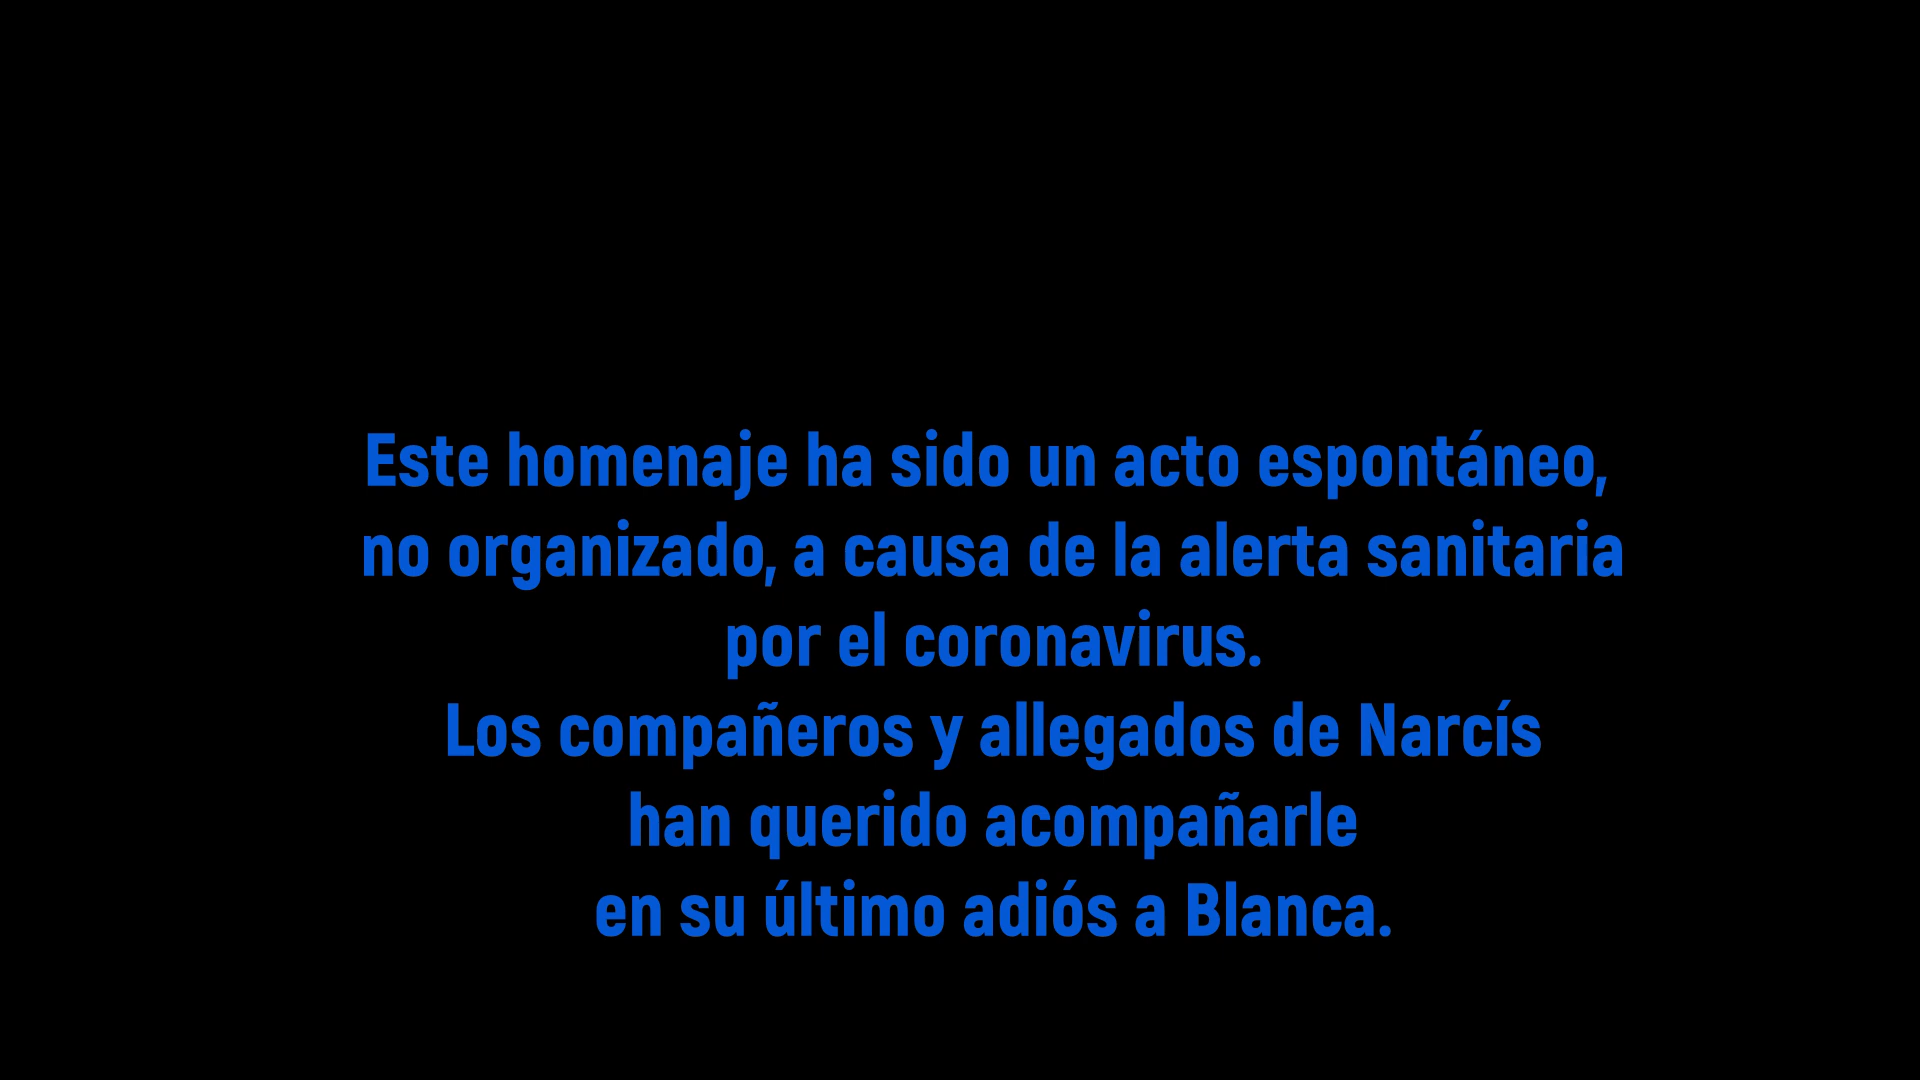 Este homenaje ha sido un acto espontáneo,
no organizado, a causa de la alerta sanitaria
por el coronavirus.
Los compañeros y allegados de Narcís
han querido acompañarle
en su último adiós a Blanca.